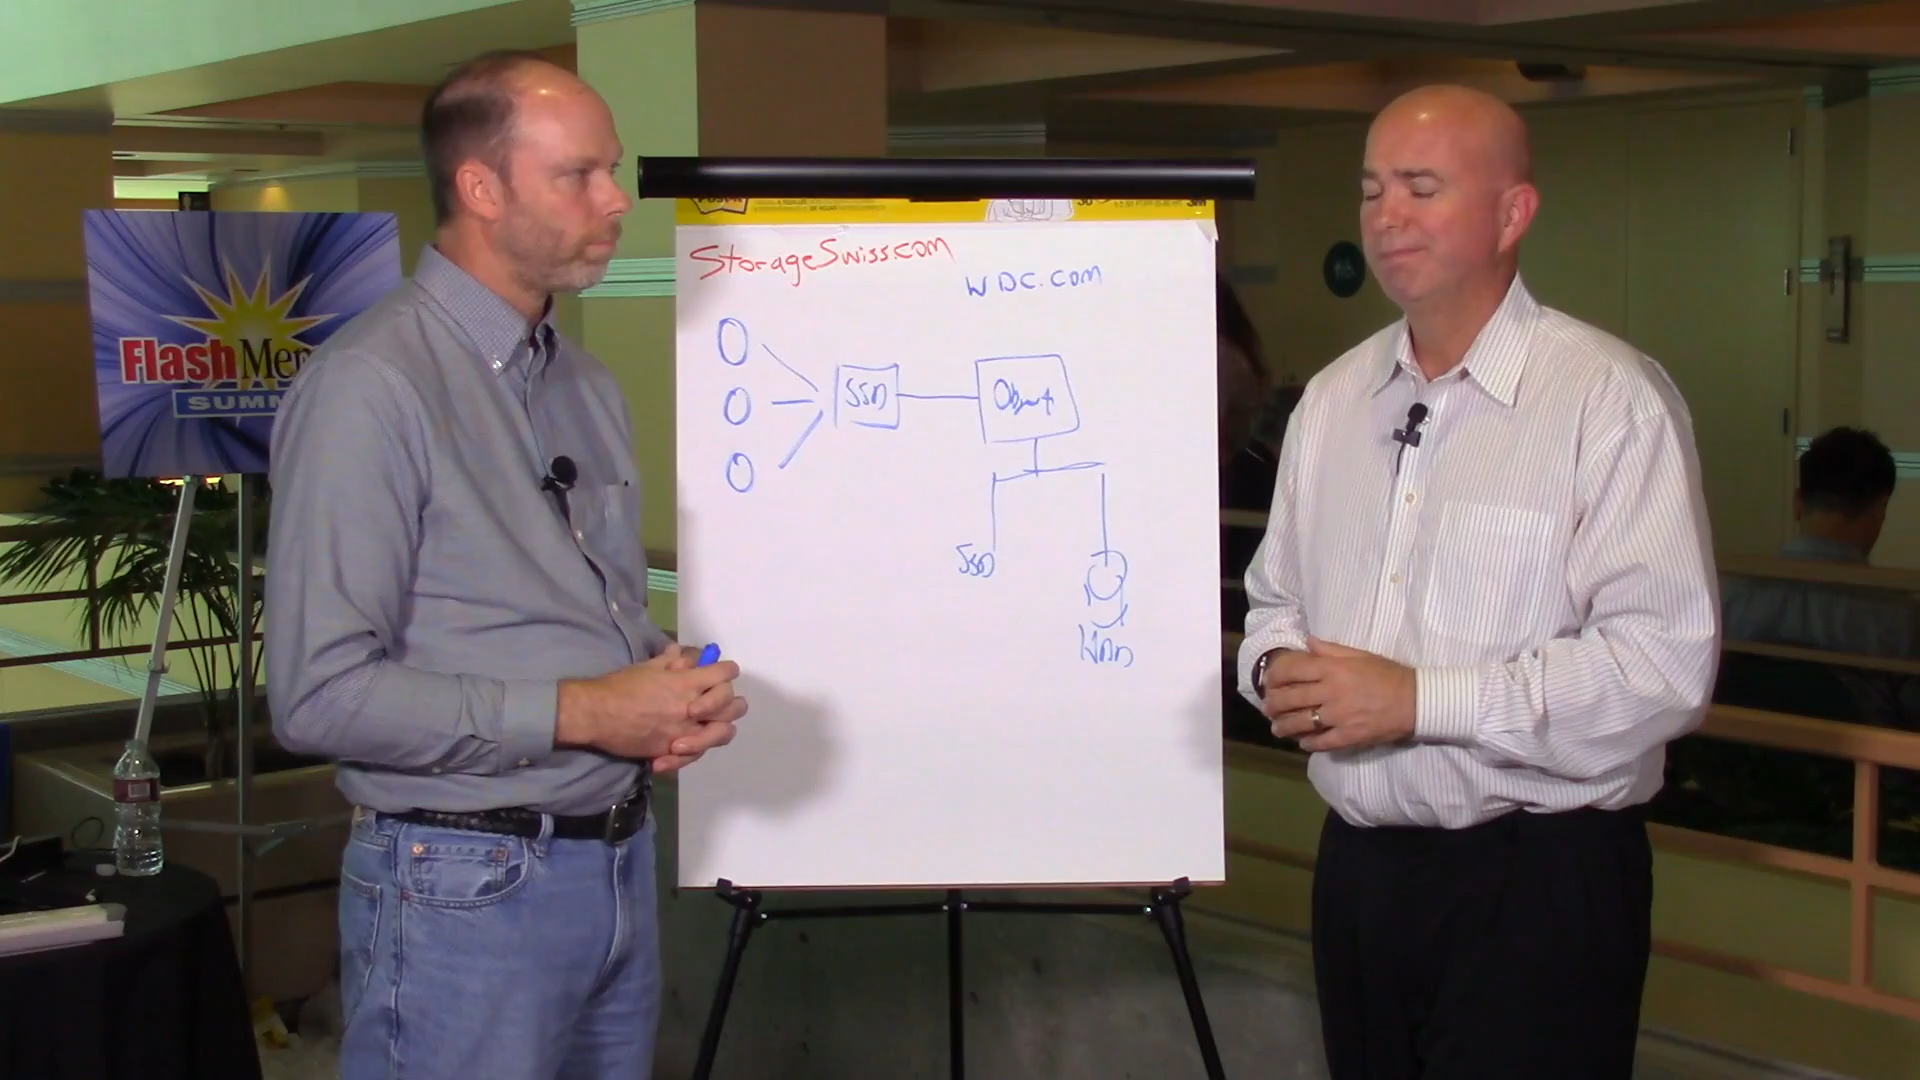 Flash Mem
SUMM
StorageSwiss.com
WDC.com
SSD
Object
SSD
HDD